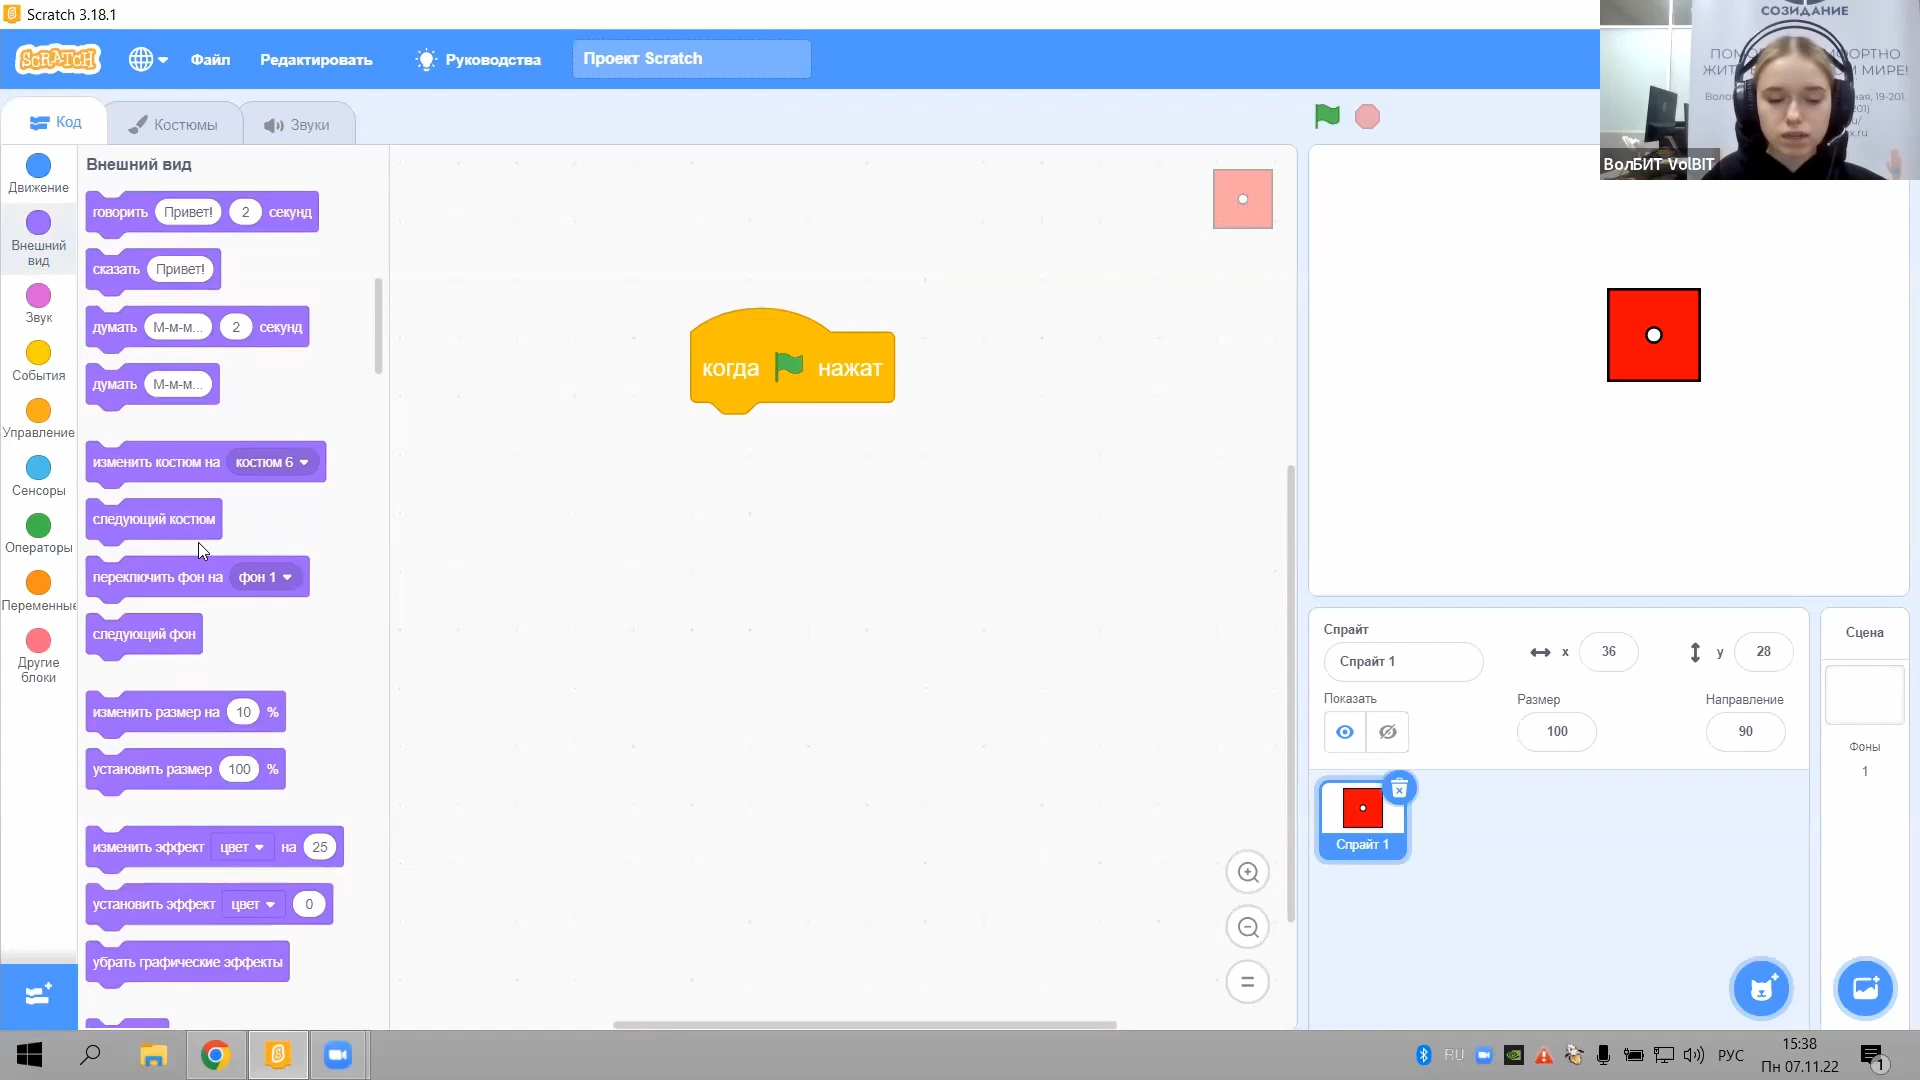 Scratch 3.18.1
SCRATCH
Файл
Редактировать
Руководства
Проект Scratch
СОЗИДАНИЕ
ВолБИТ VolBIT
Код
Костюмы
Звуки
Движение
Внешний
вид
Звук
События
Управление
Сенсоры
Операторы
Переменные
Другие
блоки
Внешний вид
говорить Привет! 2 секунд
сказать Привет!
думать М-м-м... 2 секунд
думать М-м-м...
изменить костюм на костюм 6
следующий костюм
переключить фон на фон 1
следующий фон
изменить размер на 10 %
установить размер 100 %
изменить эффект цвет на 25
установить эффект цвет 0
убрать графические эффекты
когда нажат
Спрайт
Спрайт 1
x 36
y 28
Показать
Размер
100
Направление
90
Спрайт 1
Сцена
Фоны
1
RU
РУС
15:38
Пн 07.11.22
1